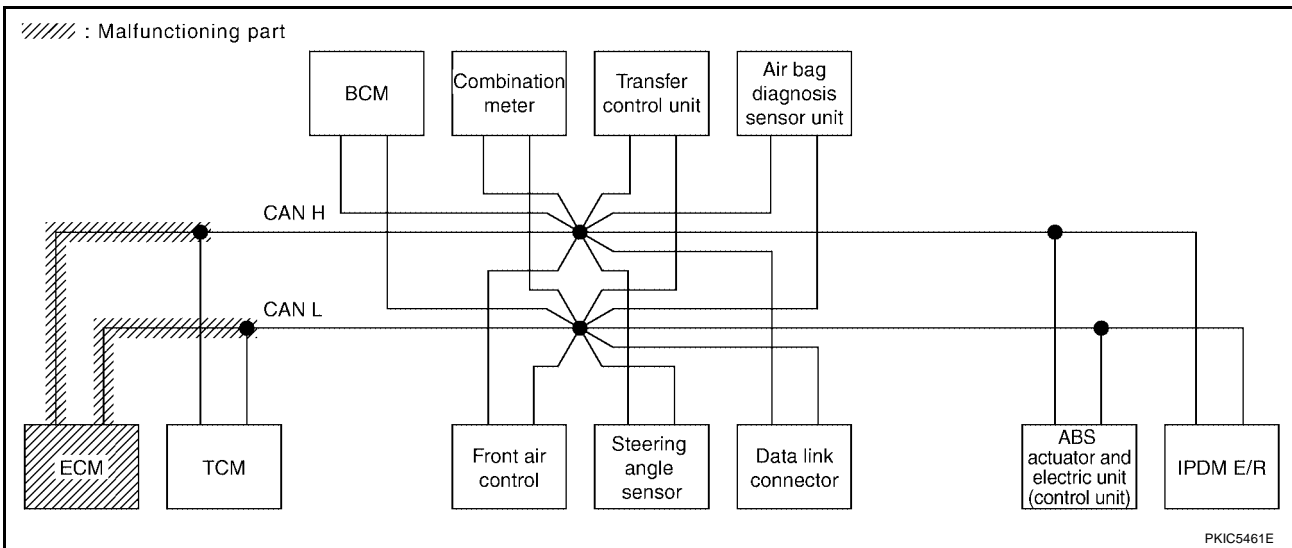 : Malfunctioning part
BCM
Combination
meter
Transfer
control unit
Air bag
diagnosis
sensor unit
CAN H
CAN L
ECM
TCM
Front air
control
Steering
angle
sensor
Data link
connector
ABS
actuator and
electric unit
(control unit)
IPDM E/R
PKIC5461E